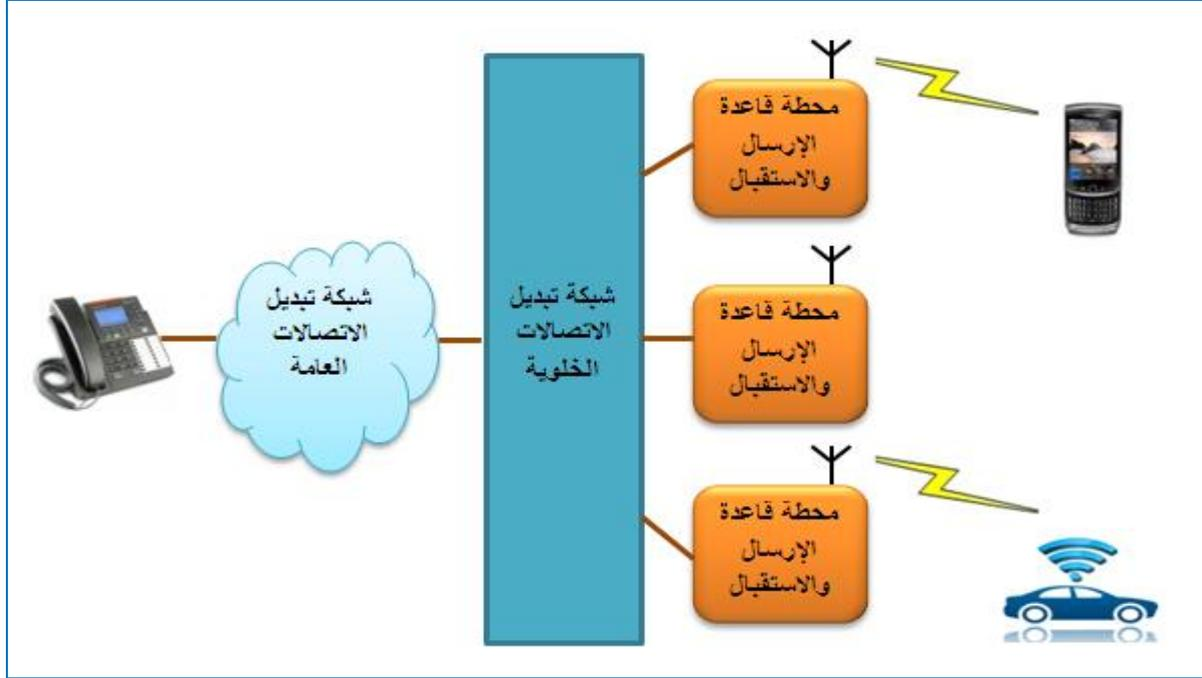 محطة قاعدة
الإرسال
والاستقبال
شبكة تبديل
الاتصالات
العامة
شبكة تبديل
الاتصالات
الخلوية
محطة قاعدة
الإرسال
والاستقبال
محطة قاعدة
الإرسال
والاستقبال